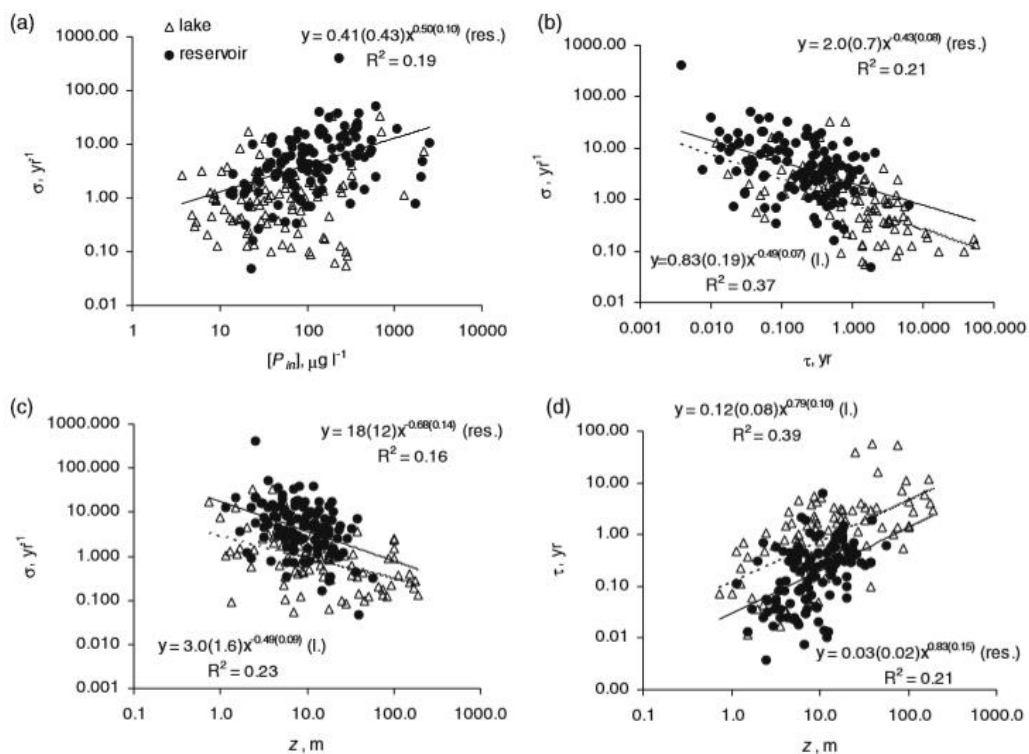 (a)
△ lake
● reservoir
y = 0.41(0.43)x^0.50(0.10) (res.)
R² = 0.19
1000.00
100.00
10.00
1.00
0.10
0.01
σ, yr⁻¹
1 10 100 1000 10000
[P_in], µg l⁻¹
(b)
y = 2.0(0.7)x^-0.43(0.08) (res.)
R² = 0.21
1000.00
100.00
10.00
1.00
0.10
0.01
σ, yr⁻¹
y=0.83(0.19)x^-0.49(0.07) (l.)
R² = 0.37
0.001 0.010 0.100 1.000 10.000 100.000
τ, yr
(c)
y = 18(12)x^-0.68(0.14) (res.)
R² = 0.16
1000.000
100.000
10.000
1.000
0.100
0.010
0.001
σ, yr⁻¹
y = 3.0(1.6)x^-0.49(0.09) (l.)
R² = 0.23
0.1 1.0 10.0 100.0 1000.0
z, m
(d)
y = 0.12(0.08)x^0.79(0.10) (l.)
R² = 0.39
100.00
10.00
1.00
0.10
0.01
0.00
τ, yr
y = 0.03(0.02)x^0.83(0.15) (res.)
R² = 0.21
0.1 1.0 10.0 100.0 1000.0
z, m